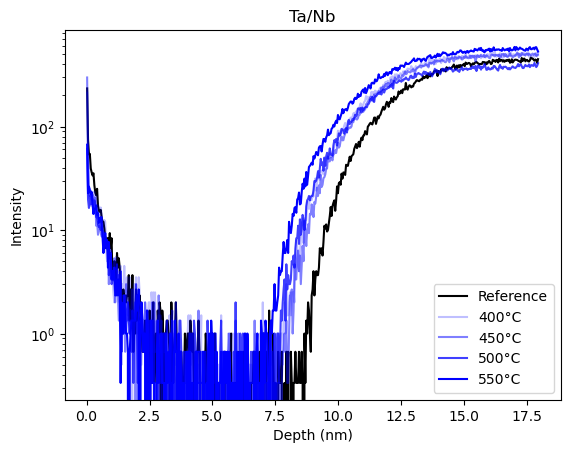 Ta/Nb
Intensity
10²
10¹
10⁰
Reference
400°C
450°C
500°C
550°C
0.0 2.5 5.0 7.5 10.0 12.5 15.0 17.5
Depth (nm)